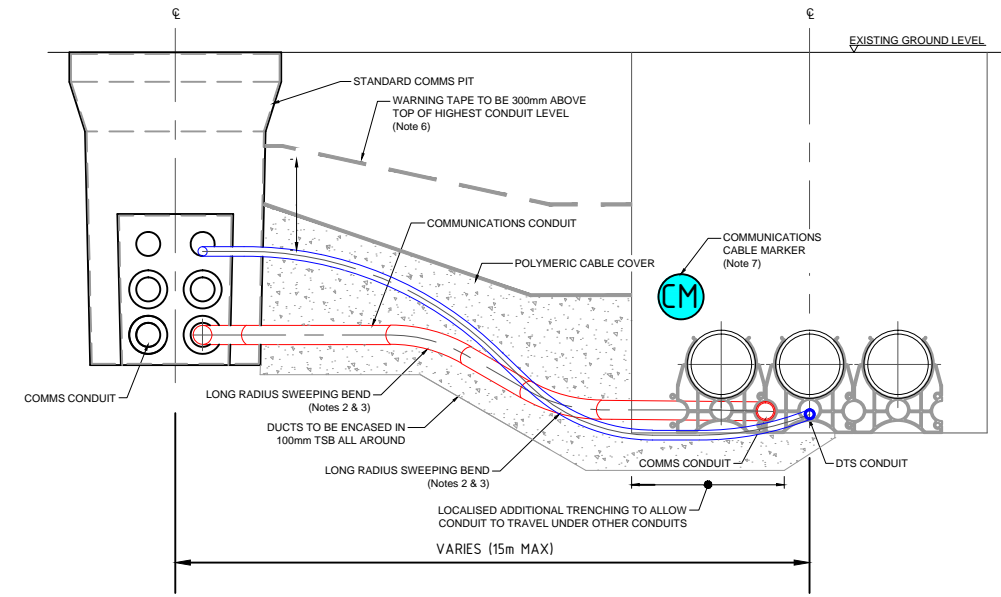 ℄
℄
EXISTING GROUND LEVEL
STANDARD COMMS PIT
WARNING TAPE TO BE 300mm ABOVE
TOP OF HIGHEST CONDUIT LEVEL
(Note 6)
COMMUNICATIONS CONDUIT
COMMUNICATIONS
CABLE MARKER
(Note 7)
POLYMERIC CABLE COVER
CM
COMMS CONDUIT
LONG RADIUS SWEEPING BEND
(Notes 2 & 3)
DUCTS TO BE ENCASED IN
100mm TSB ALL AROUND
LONG RADIUS SWEEPING BEND
(Notes 2 & 3)
COMMS CONDUIT
DTS CONDUIT
LOCALISED ADDITIONAL TRENCHING TO ALLOW
CONDUIT TO TRAVEL UNDER OTHER CONDUITS
VARIES (15m MAX)